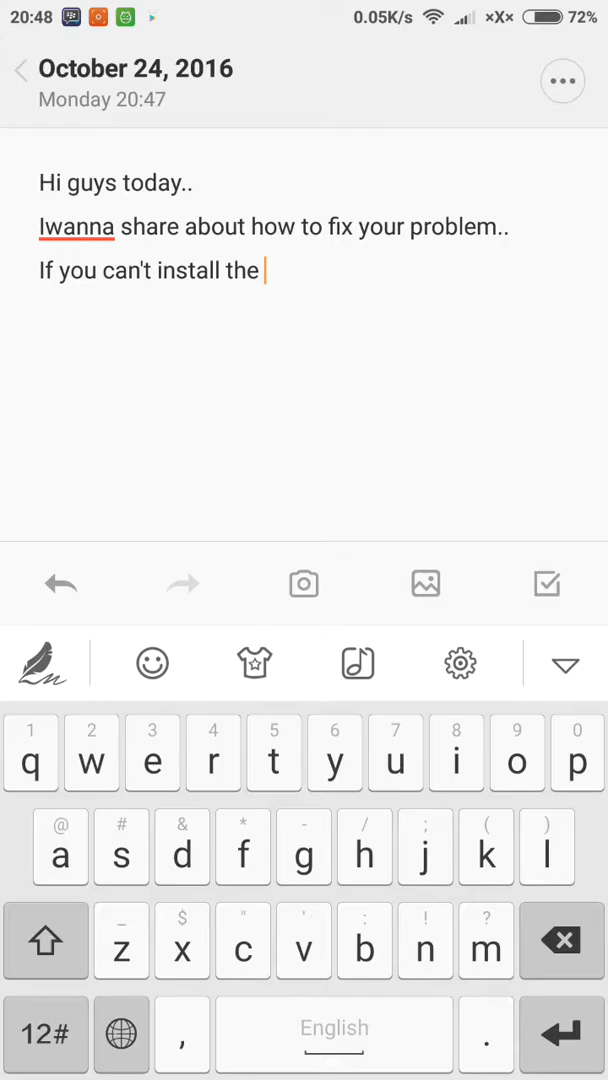 20:48 0.05K/s ×X× 72%
October 24, 2016
Monday 20:47
Hi guys today..
Iwanna share about how to fix your problem..
If you can't install the
1 2 3 4 5 6 7 8 9 0
q w e r t y u i o p
@ # & * - / ; ( )
a s d f g h j k l
_ $ " ' : ! ?
z x c v b n m
12# , English .